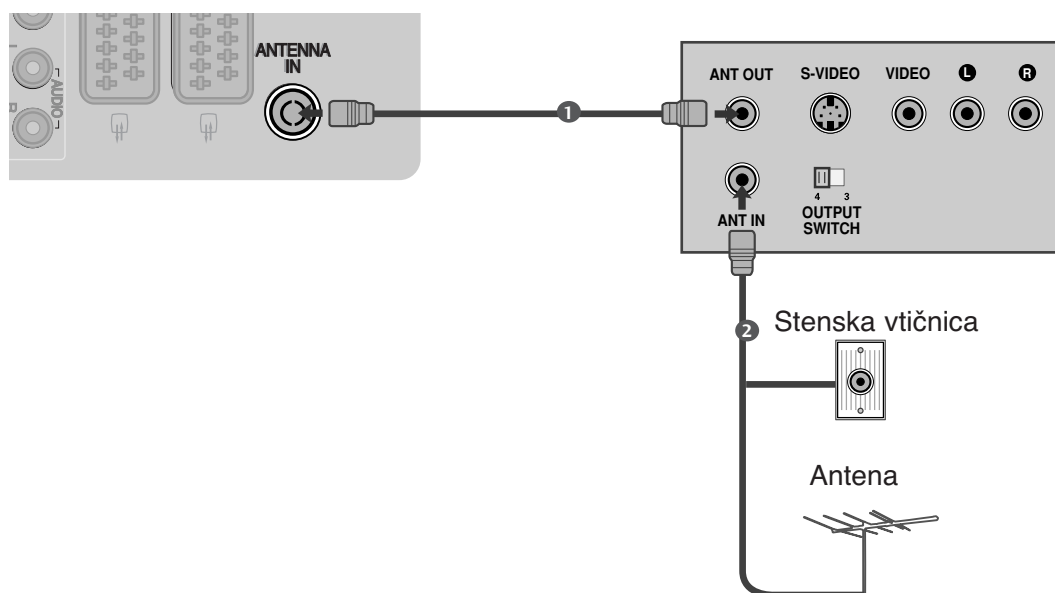 ANTENNA
IN
AUDIO
R
1
ANT OUT
S-VIDEO
VIDEO
L
R
ANT IN
4 3
OUTPUT
SWITCH
2
Stenska vtičnica
Antena